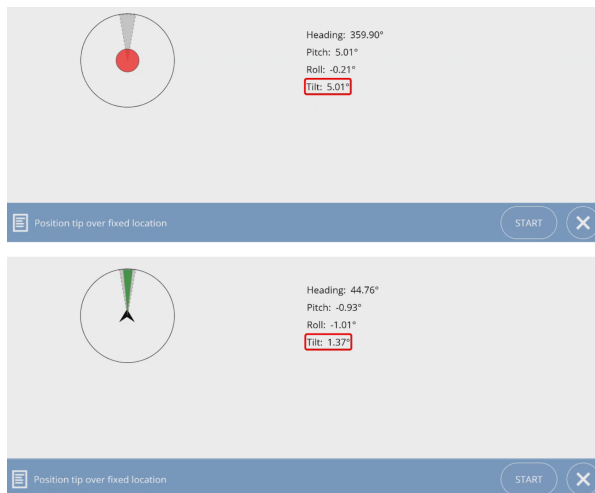 Heading: 359.90°
Pitch: 5.01°
Roll: -0.21°
Tilt: 5.01°
Position tip over fixed location
START
Heading: 44.76°
Pitch: -0.93°
Roll: -1.01°
Tilt: 1.37°
Position tip over fixed location
START